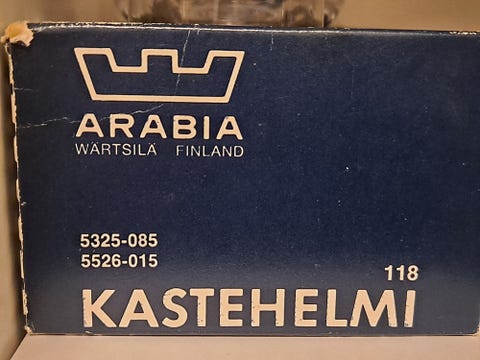 ARABIA
WÄRTSILÄ FINLAND
5325-085
5526-015
118
KASTEHELMI